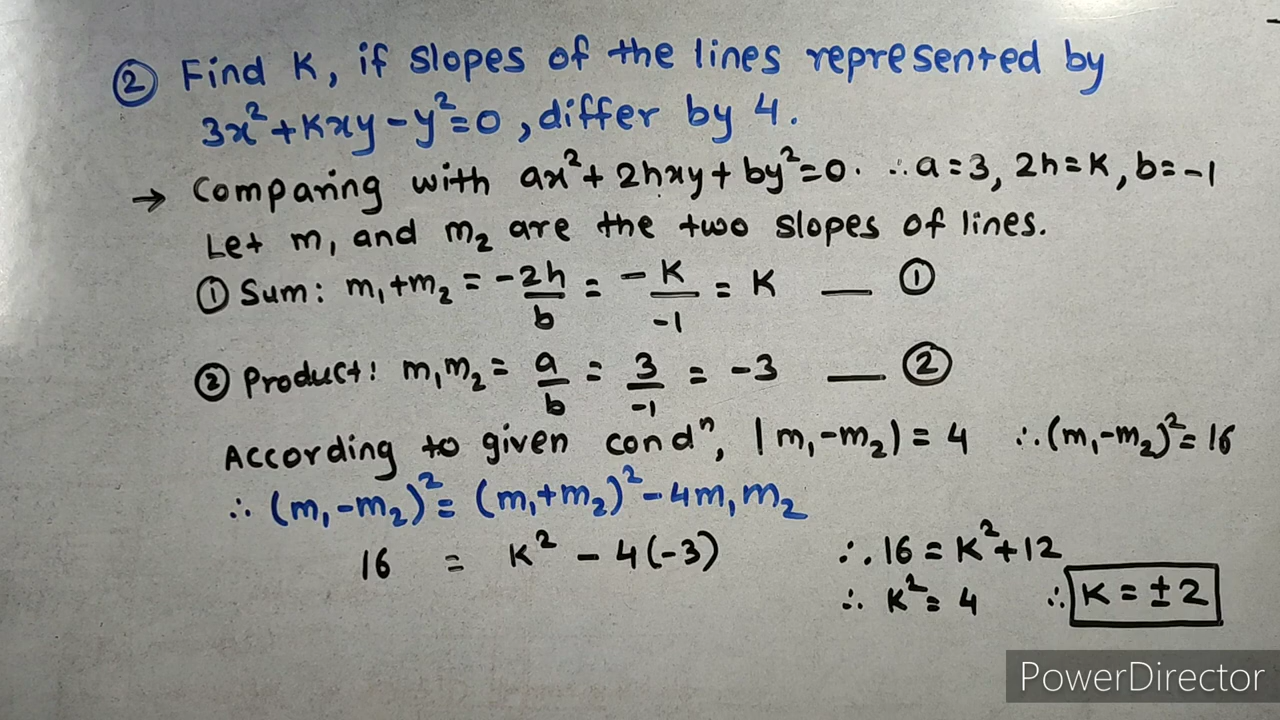 ② Find K, if slopes of the lines represented by
3x²+Kxy-y²=0, differ by 4.
→ Comparing with ax²+2hxy+by²=0. ∴a=3, 2h=K, b=-1
Let m₁ and m₂ are the two slopes of lines.
① Sum: m₁+m₂ = -2h/b = -K/-1 = K — ①
② Product: m₁m₂ = a/b = 3/-1 = -3 — ②
According to given condⁿ, |m₁-m₂) = 4 ∴(m₁-m₂)²=16
∴ (m₁-m₂)² = (m₁+m₂)²-4m₁m₂
16 = K² - 4(-3) ∴.16 = K²+12
∴ K²= 4 ∴ K = ±2
PowerDirector